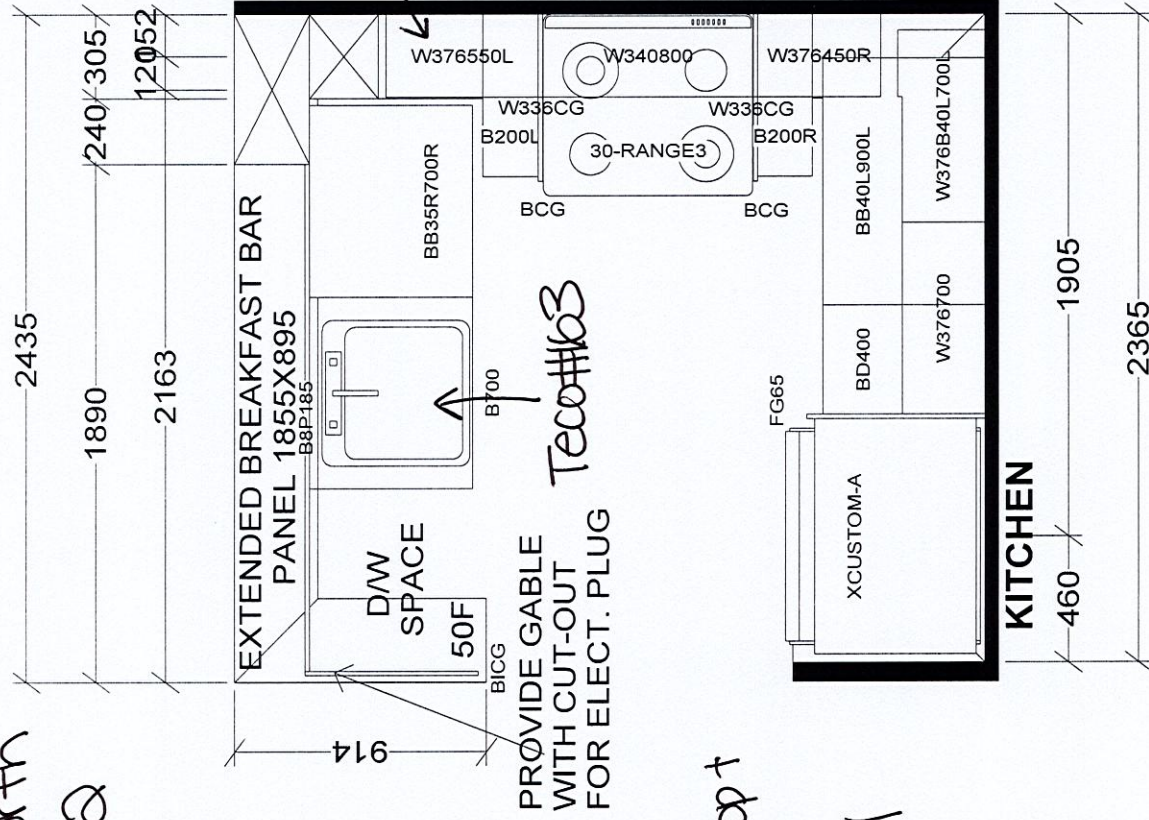 2435
1890
240
305
2163
120
52
EXTENDED BREAKFAST BAR
PANEL 1855X895
B8P185
W376550L
W340800
W376450R
W336CG
W336CG
B200L
30-RANGE3
B200R
BCG
BCG
BB35R700R
BB40L900L
W376B40L700L
B700
Teco#163
BD400
W376700
FG65
D/W
SPACE
50F
BICG
XCUSTOM-A
914
PROVIDE GABLE
WITH CUT-OUT
FOR ELECT. PLUG
KITCHEN
1905
460
2365